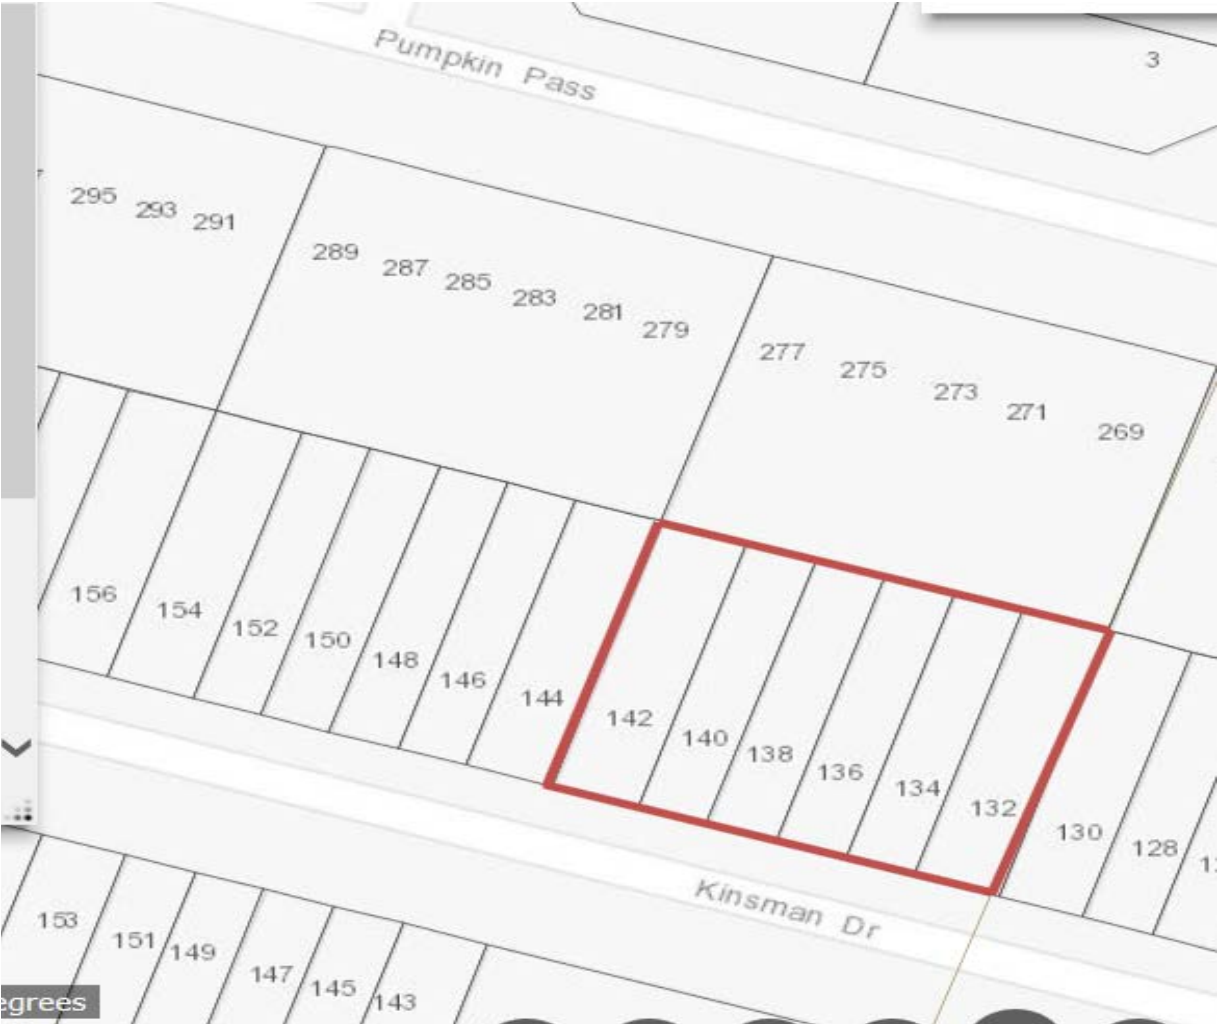 Pumpkin Pass
3
295 293 291
289 287 285 283 281 279
277 275 273 271 269
156 154 152 150 148 146 144
142 140 138 136 134 132
130 128
Kinsman Dr
153 151 149 147 145 143
egrees